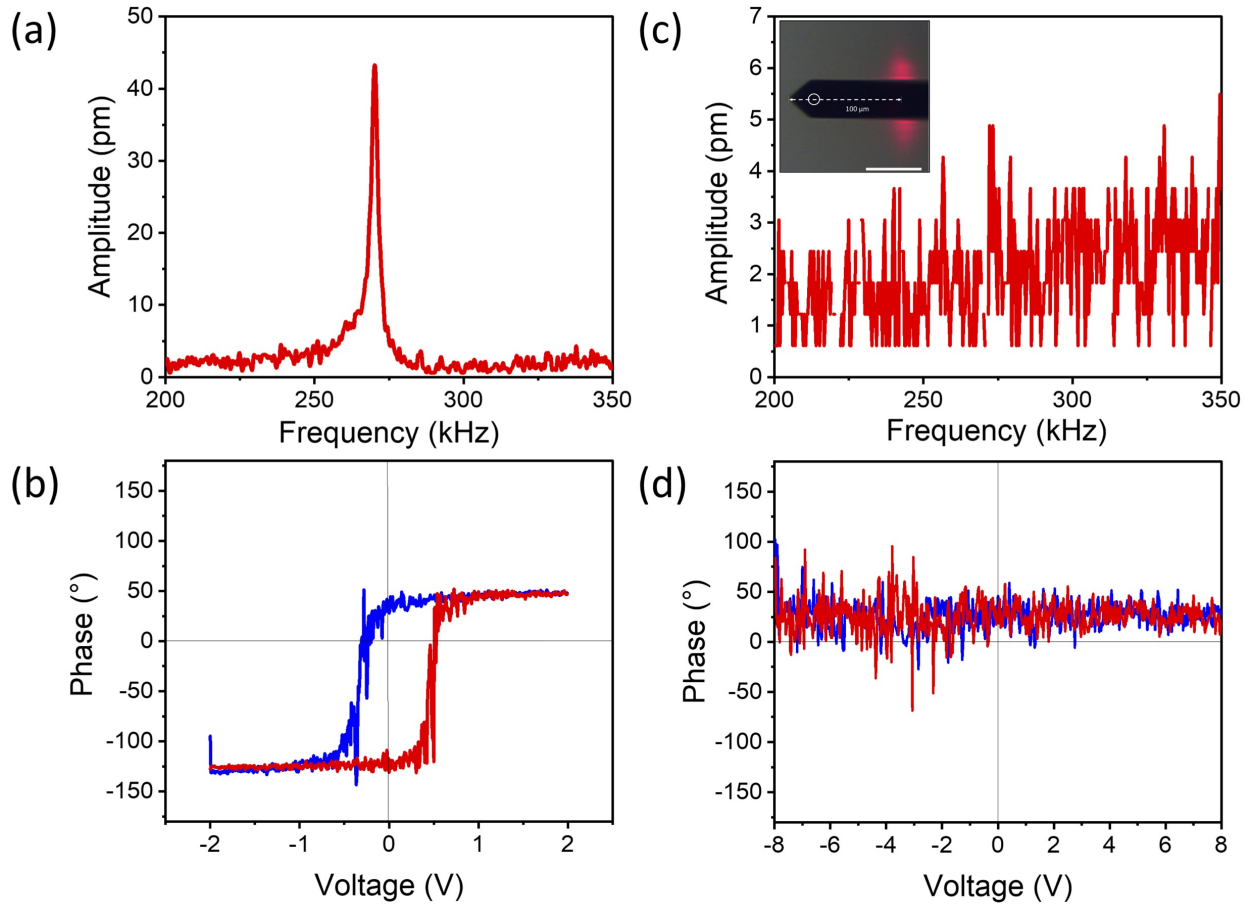 (a)
50
40
30
20
10
0
Amplitude (pm)
200 250 300 350
Frequency (kHz)
(c)
7
6
5
4
3
2
1
0
Amplitude (pm)
100 µm
200 250 300 350
Frequency (kHz)
(b)
150
100
50
0
-50
-100
-150
Phase (°)
-2 -1 0 1 2
Voltage (V)
(d)
150
100
50
0
-50
-100
-150
Phase (°)
-8 -6 -4 -2 0 2 4 6 8
Voltage (V)